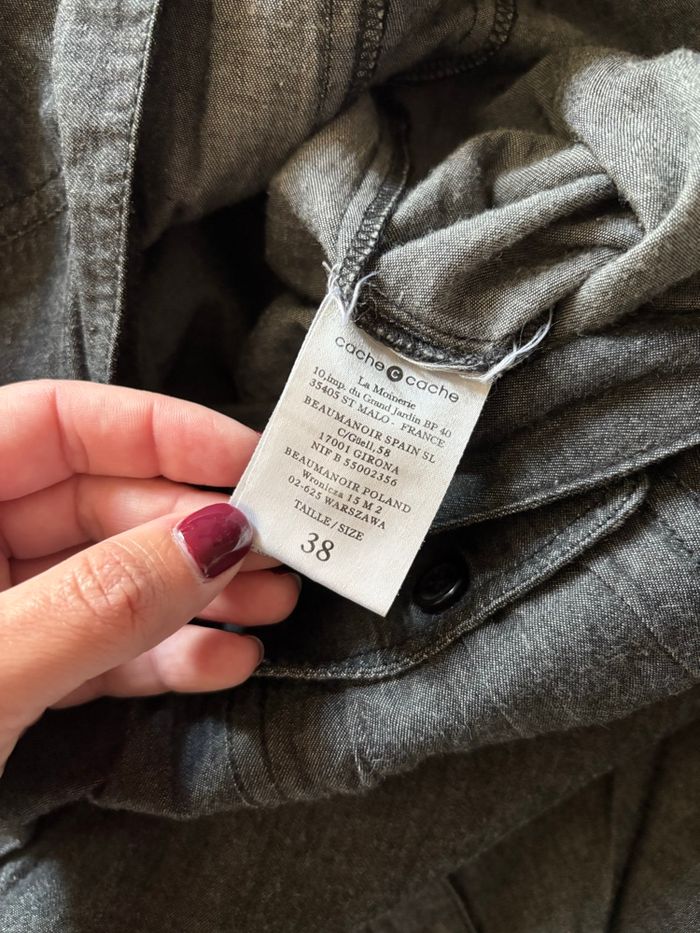 cache c cache
La Moinerie
10,imp. du Grand Jardin BP 40
35405 ST MALO - FRANCE
BEAUMANOIR SPAIN SL
C/Güell,58
17001 GIRONA
NIF B 55002356
BEAUMANOIR POLAND
Wronicza 15 M 2
02-625 WARSZAWA
TAILLE/SIZE
38